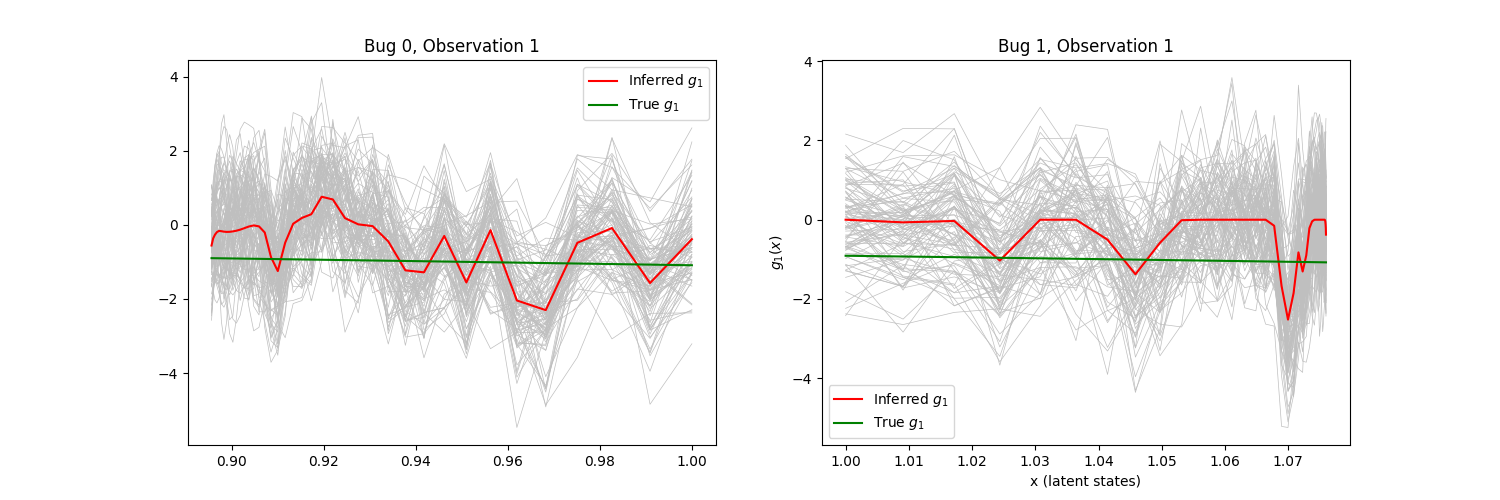 Bug 0, Observation 1
4
2
0
−2
−4
Inferred g₁
True g₁
0.90 0.92 0.94 0.96 0.98 1.00
Bug 1, Observation 1
g₁(x)
4
2
0
−2
−4
Inferred g₁
True g₁
1.00 1.01 1.02 1.03 1.04 1.05 1.06 1.07
x (latent states)